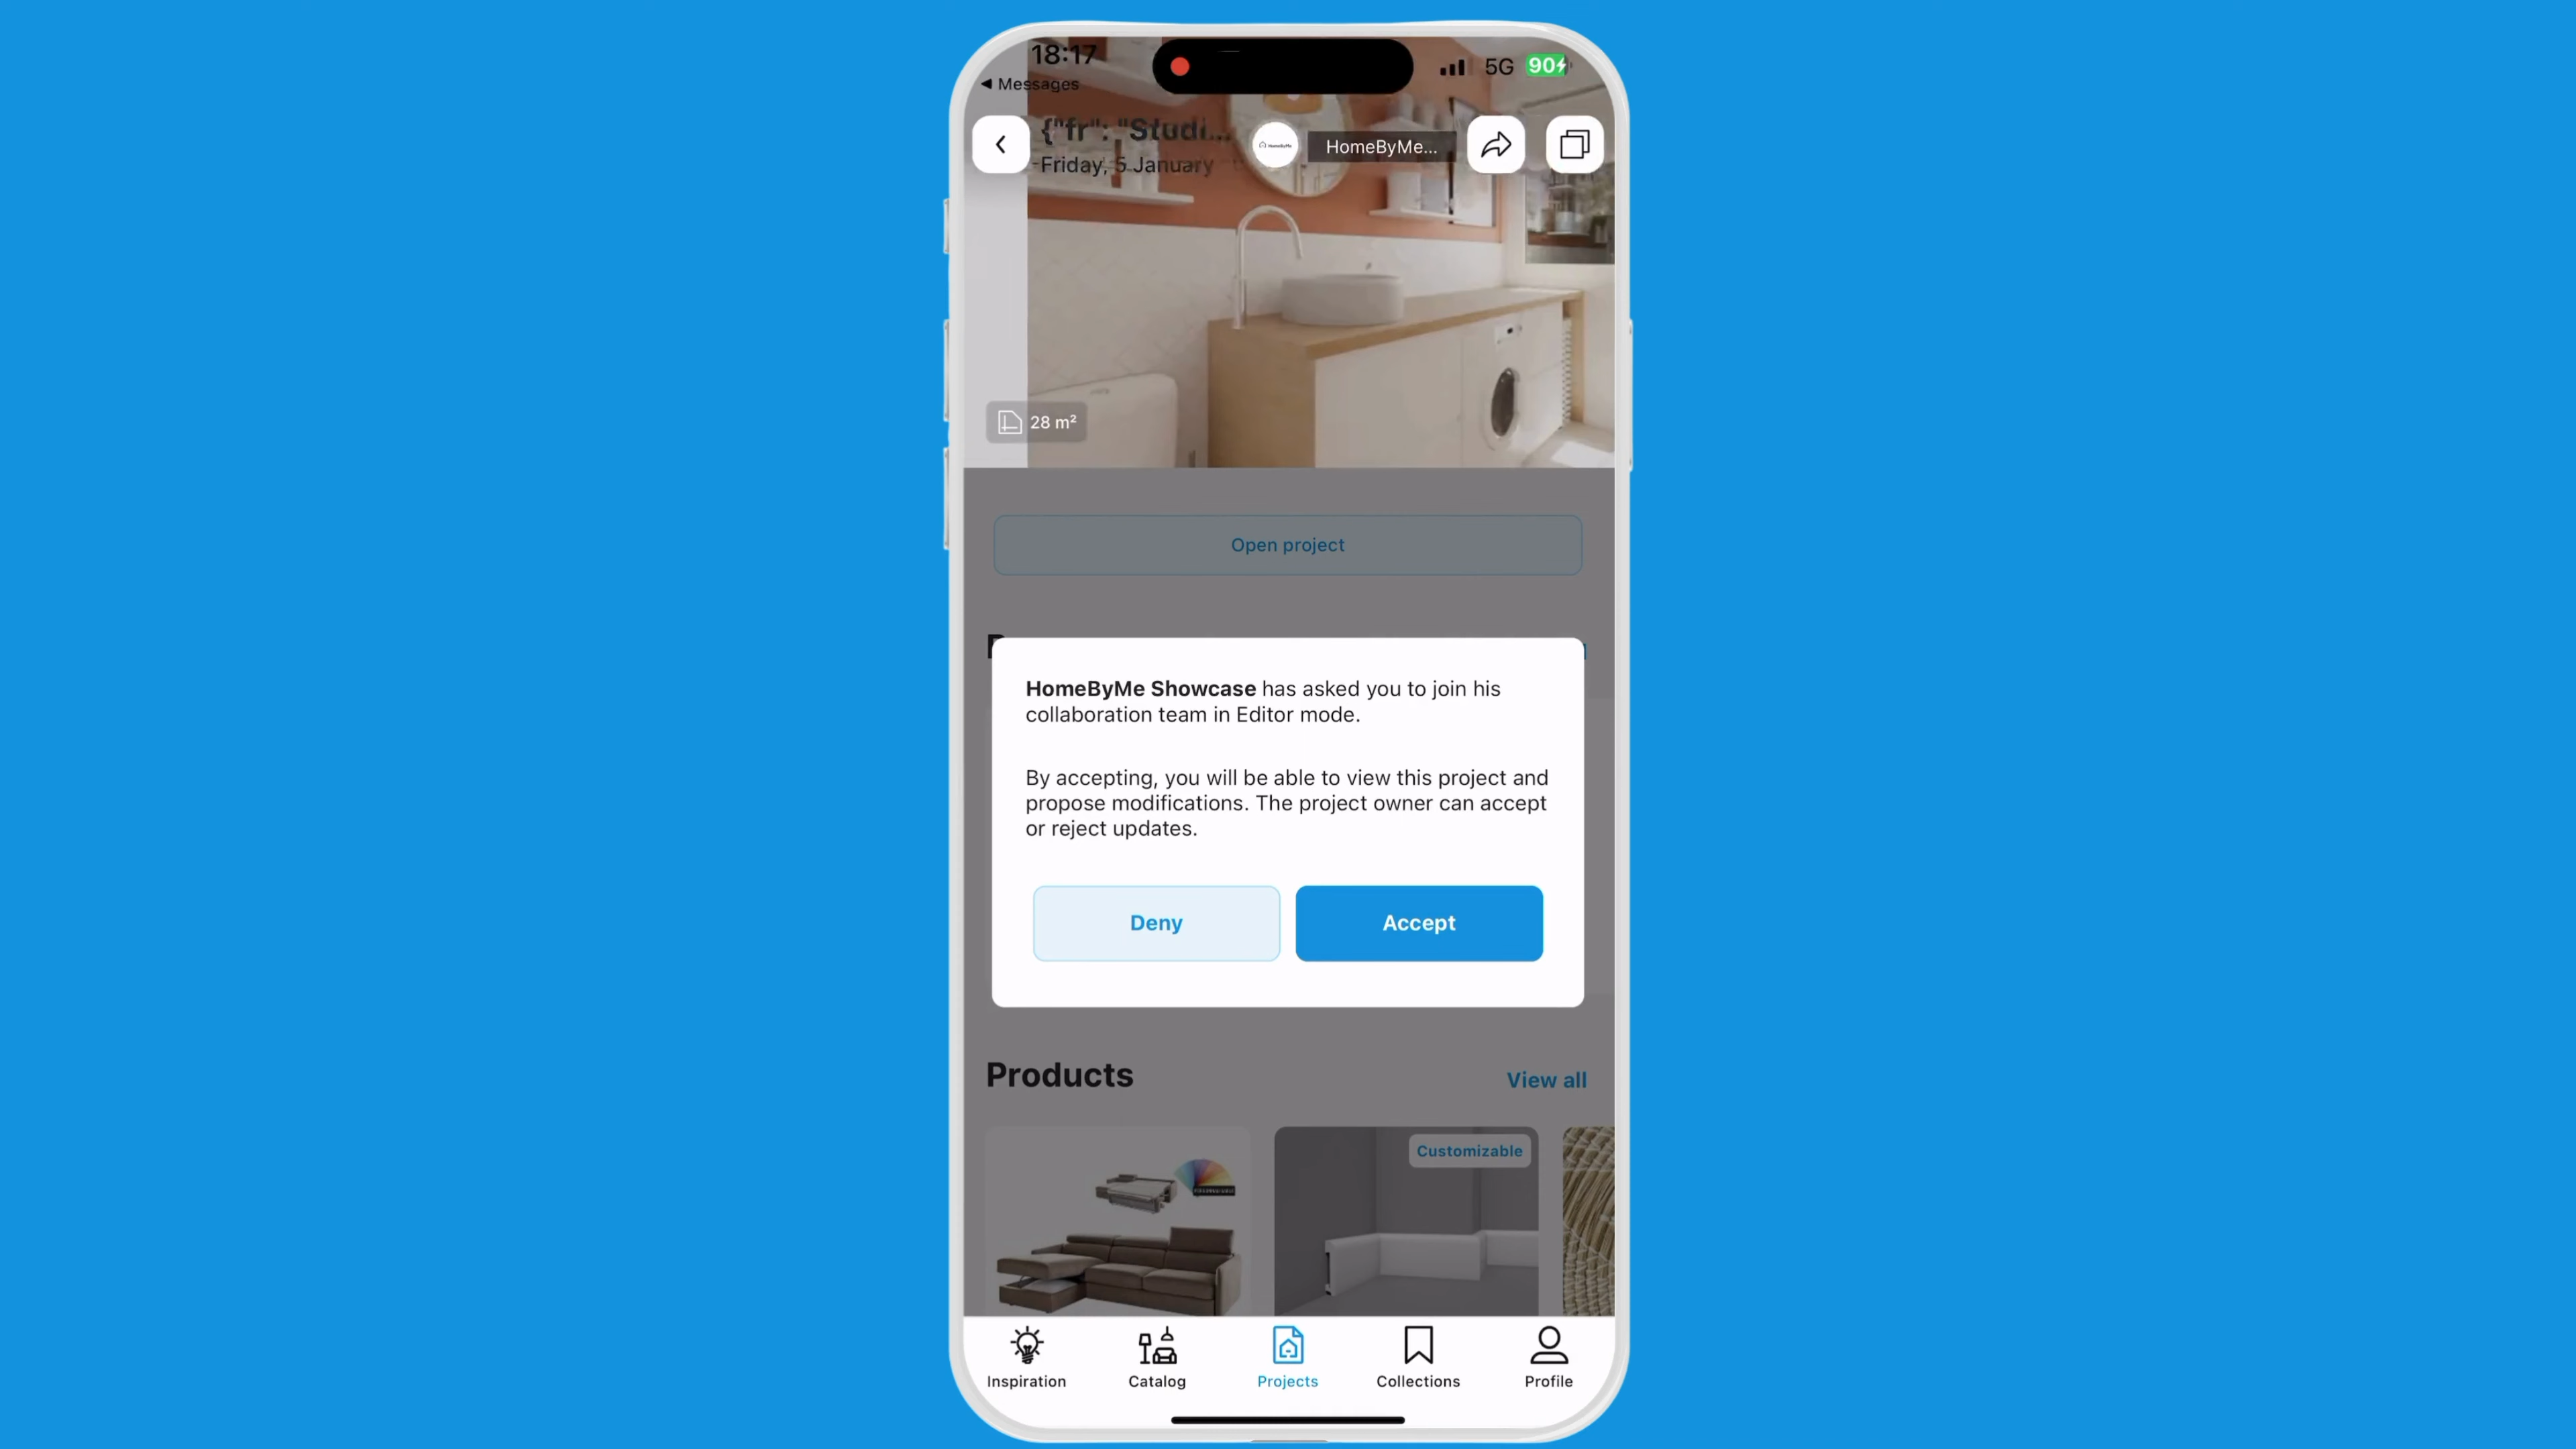 18:17
5G
90
◀ Messages
{"fr": "Studi...
HomeByMe
HomeByMe...
Friday, 5 January
28 m²
Open project
HomeByMe Showcase has asked you to join his
collaboration team in Editor mode.
By accepting, you will be able to view this project and
propose modifications. The project owner can accept
or reject updates.
Deny
Accept
Products
View all
Customizable
Inspiration
Catalog
Projects
Collections
Profile